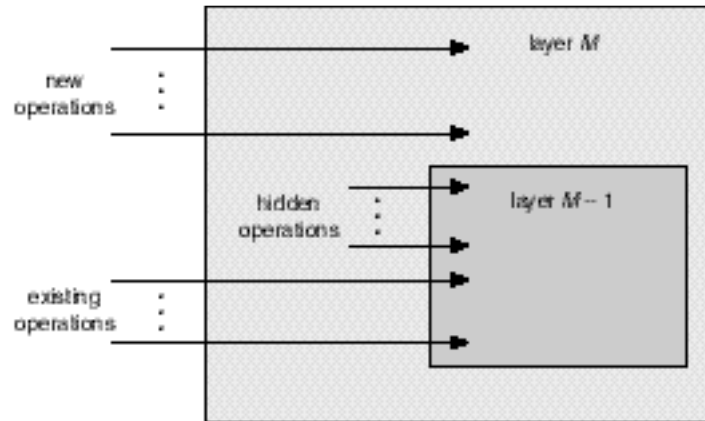 layer M
new
operations
hidden
operations
layer M – 1
existing
operations